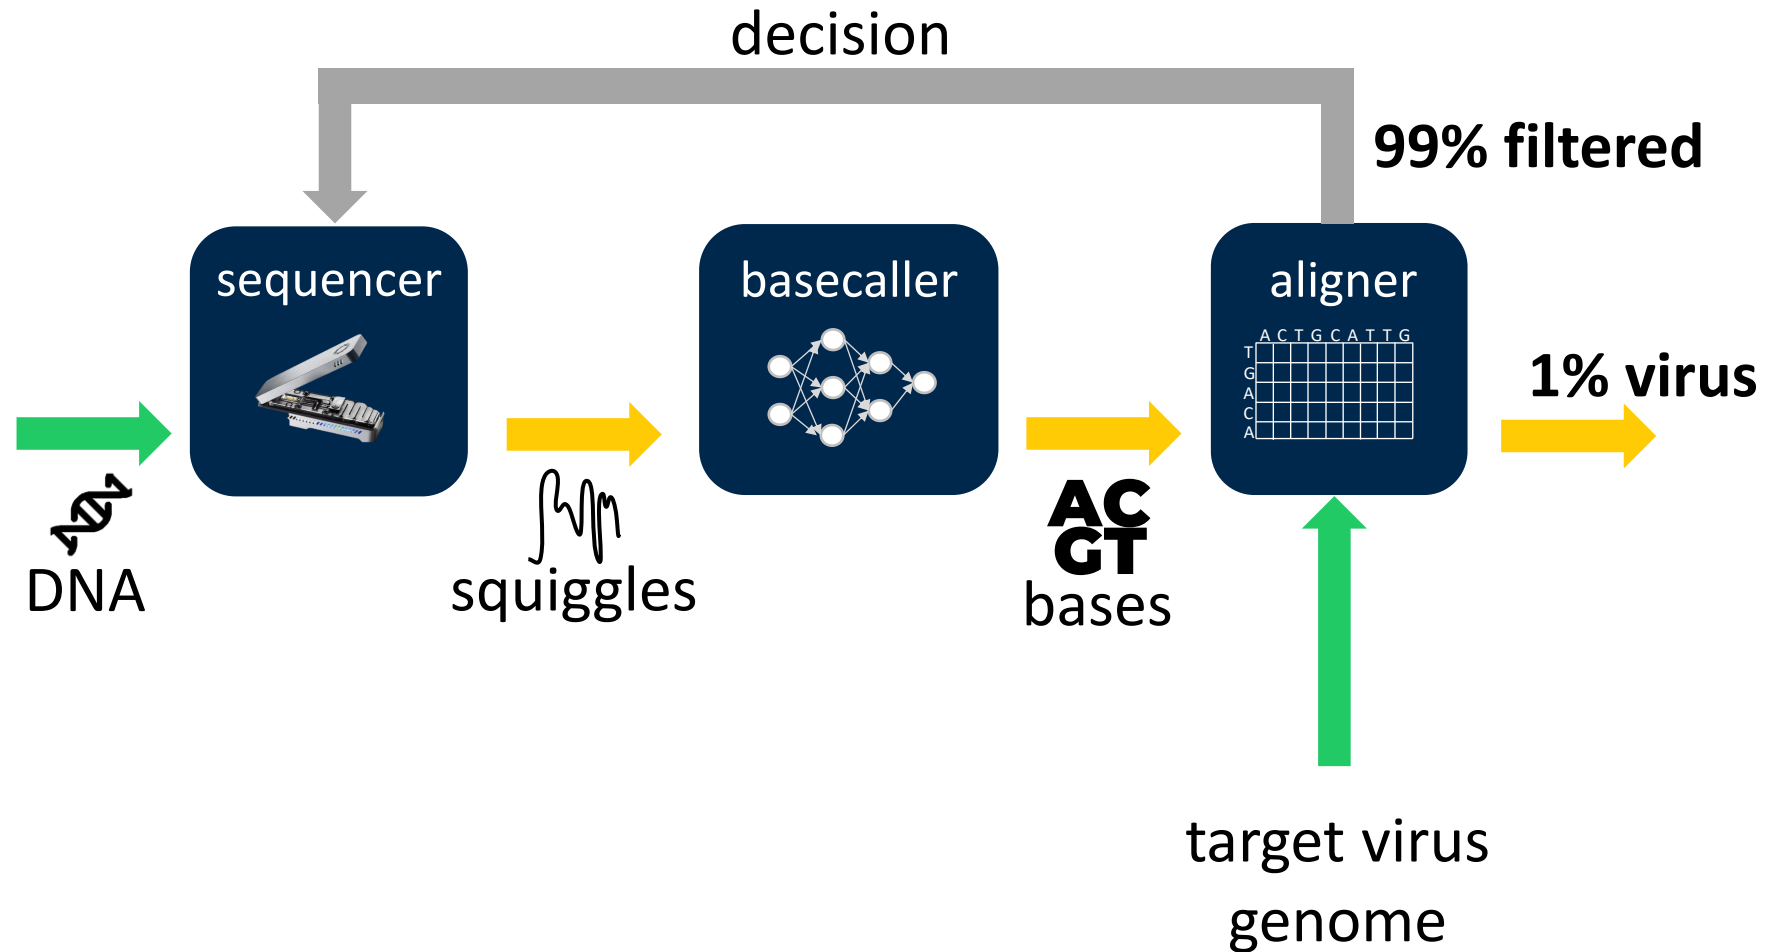 decision
99% filtered
sequencer
basecaller
aligner
A C T G C A T T G
T
G
A
C
A
1% virus
DNA
squiggles
AC
GT
bases
target virus
genome